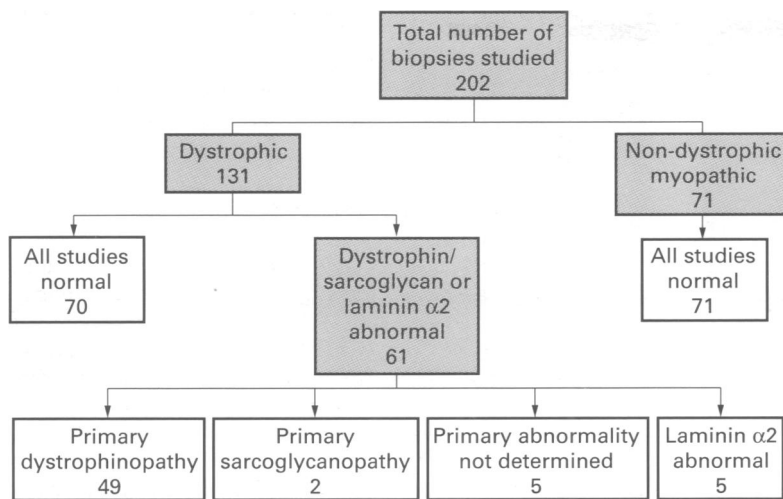 Total number of
biopsies studied
202
Dystrophic
131
Non-dystrophic
myopathic
71
All studies
normal
70
Dystrophin/
sarcoglycan or
laminin α2
abnormal
61
All studies
normal
71
Primary
dystrophinopathy
49
Primary
sarcoglycanopathy
2
Primary abnormality
not determined
5
Laminin α2
abnormal
5